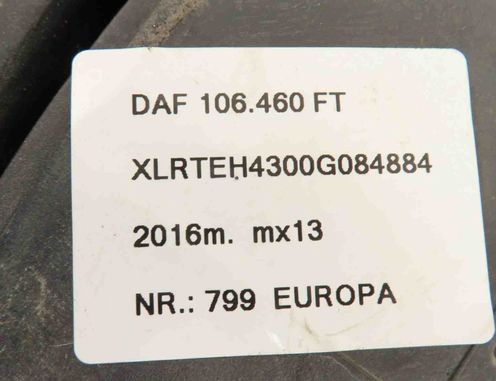 DAF 106.460 FT
XLRTEH4300G084884
2016m. mx13
NR.: 799 EUROPA